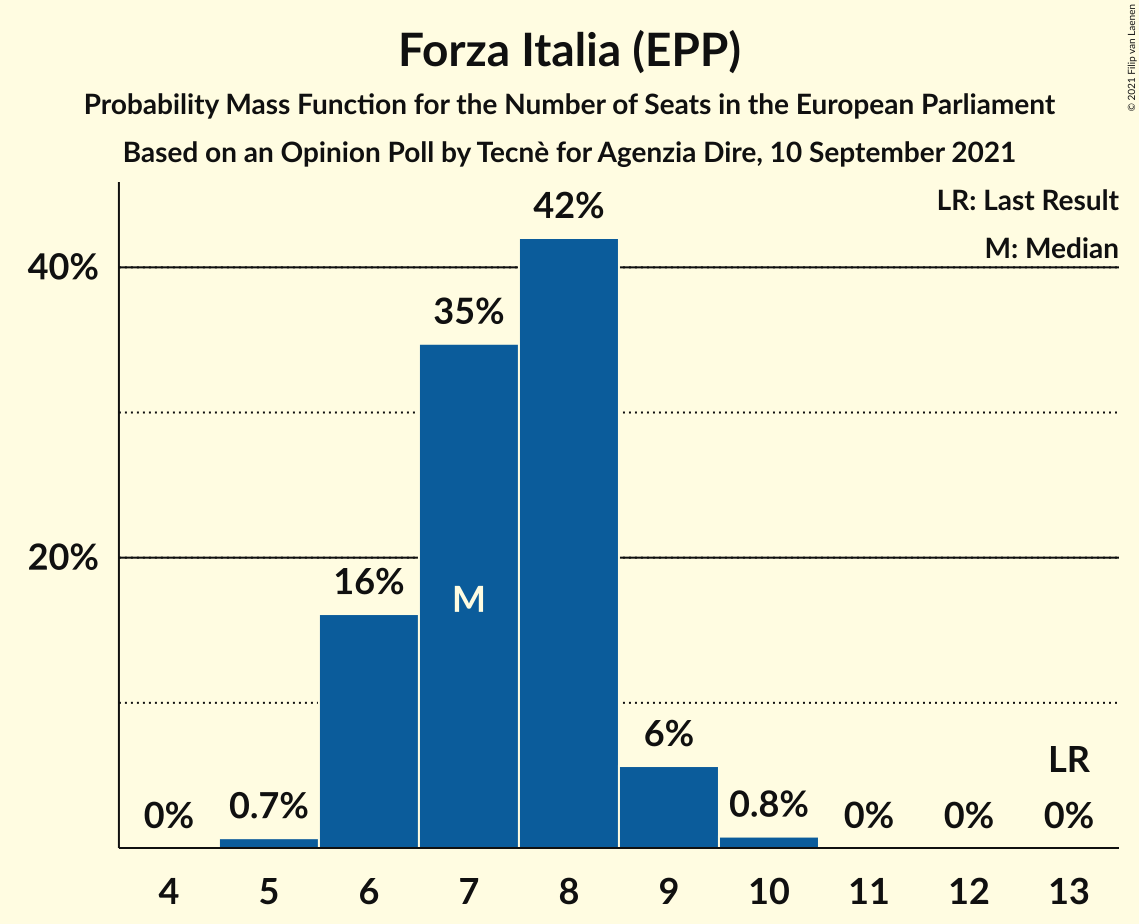 Forza Italia (EPP)
Probability Mass Function for the Number of Seats in the European Parliament
Based on an Opinion Poll by Tecnè for Agenzia Dire, 10 September 2021
© 2021 Filip van Laenen
LR: Last Result
M: Median
40%
20%
0%
0.7%
16%
35%
M
42%
6%
0.8%
0%
0%
LR
0%
4 5 6 7 8 9 10 11 12 13